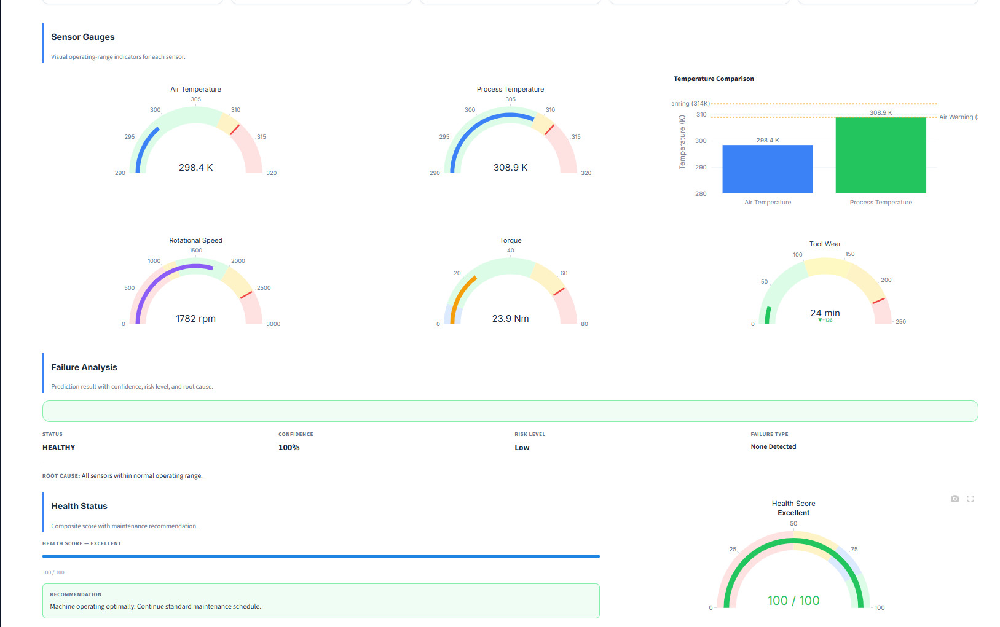 Sensor Gauges
Visual operating-range indicators for each sensor.
Air Temperature
290
295
300
305
310
315
320
298.4 K
Process Temperature
290
295
300
305
310
315
320
308.9 K
Temperature Comparison
arning (314K)
Air Warning (
Temperature (K)
310
300
290
280
298.4 K
308.9 K
Air Temperature
Process Temperature
Rotational Speed
0
500
1000
1500
2000
2500
3000
1782 rpm
Torque
0
20
40
60
80
23.9 Nm
Tool Wear
0
50
100
150
200
250
24 min
▼-136
Failure Analysis
Prediction result with confidence, risk level, and root cause.
STATUS
HEALTHY
CONFIDENCE
100%
RISK LEVEL
Low
FAILURE TYPE
None Detected
ROOT CAUSE: All sensors within normal operating range.
Health Status
Composite score with maintenance recommendation.
HEALTH SCORE — EXCELLENT
100 / 100
RECOMMENDATION
Machine operating optimally. Continue standard maintenance schedule.
Health Score
Excellent
0
25
50
75
100
100 / 100